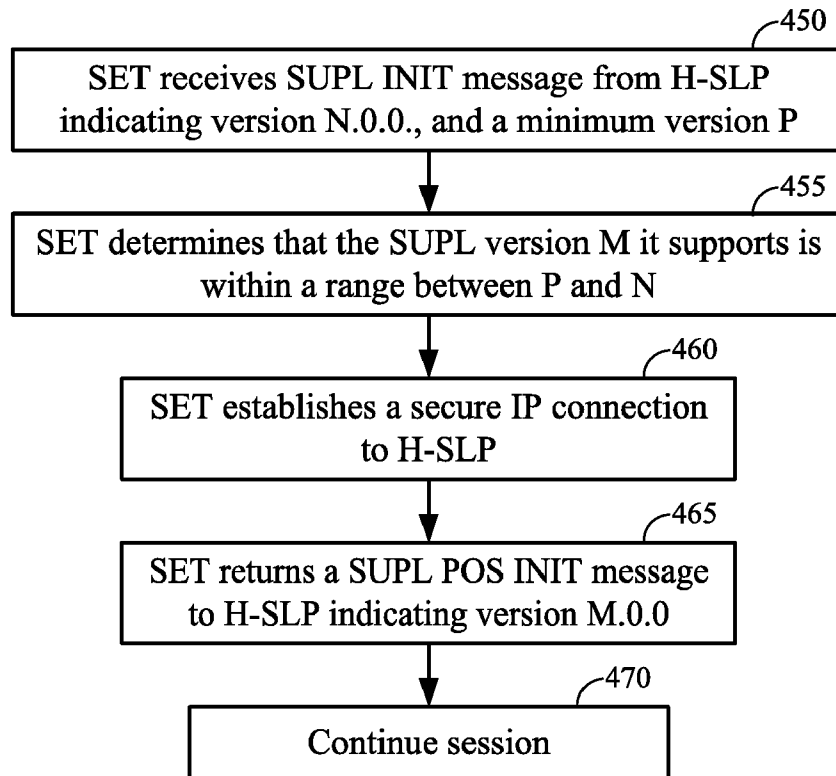 450
SET receives SUPL INIT message from H-SLP
indicating version N.0.0., and a minimum version P
455
SET determines that the SUPL version M it supports is
within a range between P and N
460
SET establishes a secure IP connection
to H-SLP
465
SET returns a SUPL POS INIT message
to H-SLP indicating version M.0.0
470
Continue session